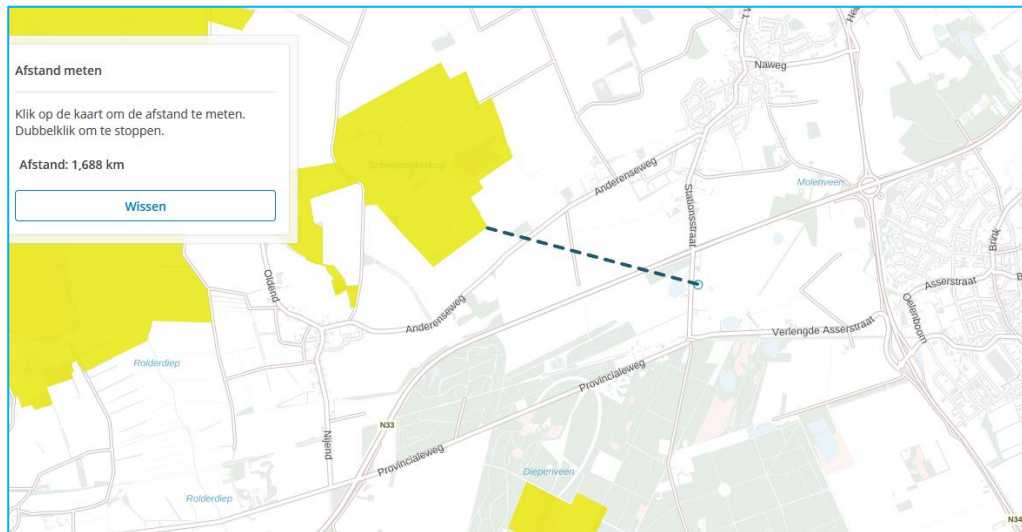 Afstand meten
Klik op de kaart om de afstand te meten.
Dubbelklik om te stoppen.
Afstand: 1,688 km
Wissen
Naweg
Scheebroekerloop
Anderenseweg
Molenveen
Stationsstraat
Brink
Asserstraat
Oldend
Oelenboom
Anderenseweg
Verlengde Asserstraat
Rolderdiep
Provincialeweg
N33
Nijend
Provincialeweg
Diepenveen
Rolderdiep
N34